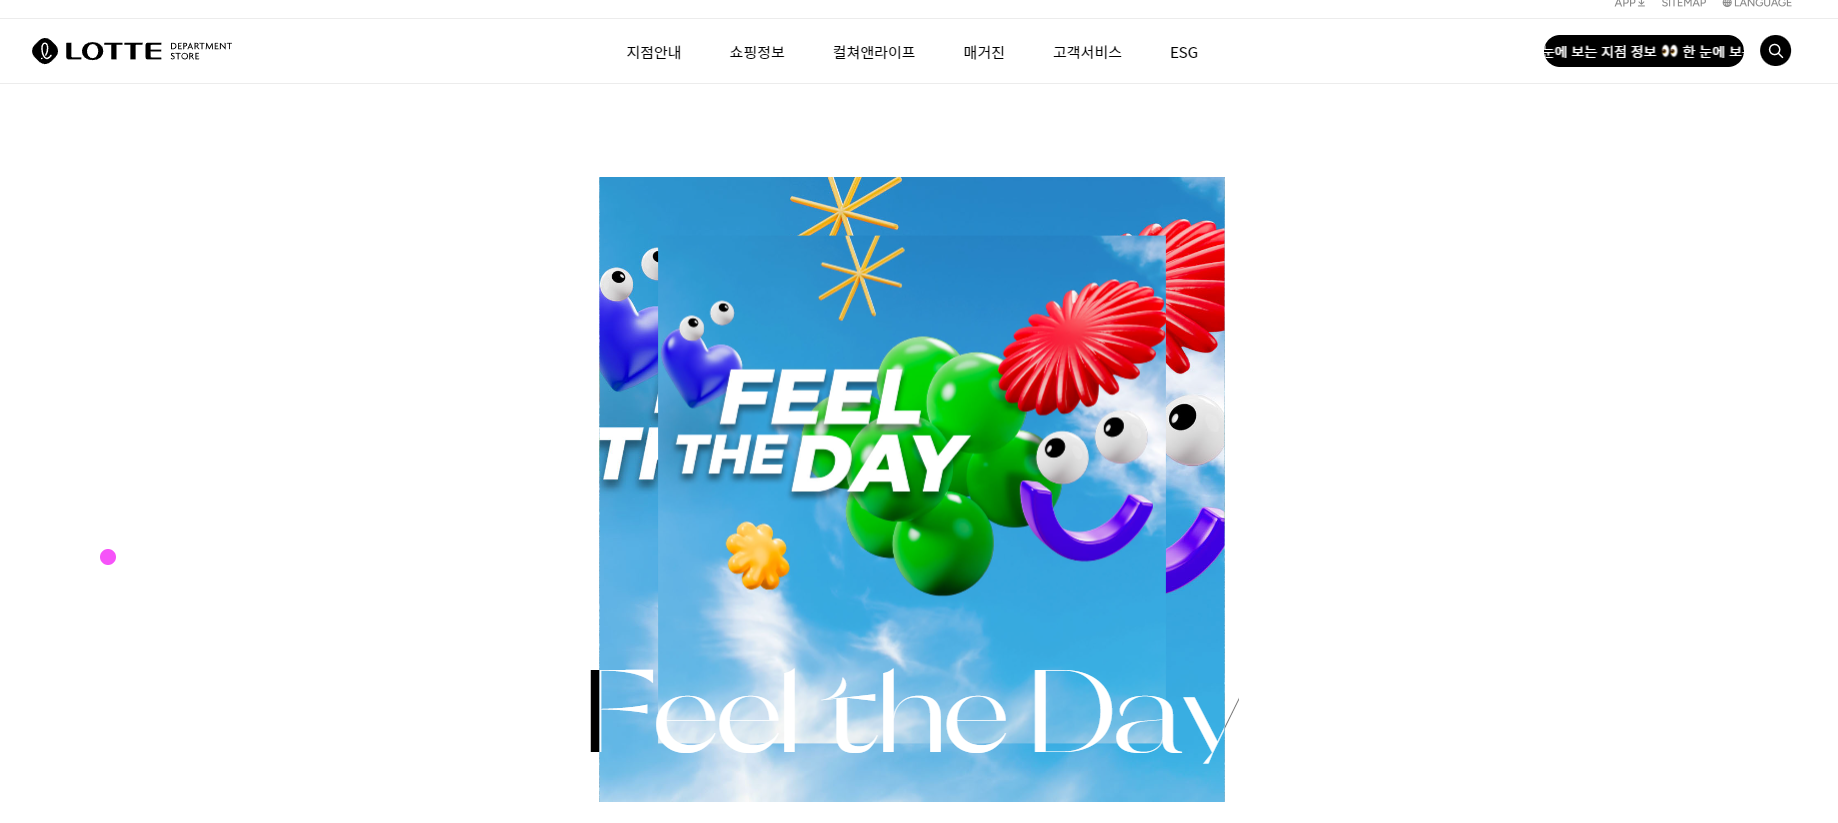 APP
SITEMAP
LANGUAGE
LOTTE DEPARTMENT STORE
지점안내
쇼핑정보
컬쳐앤라이프
매거진
고객서비스
ESG
눈에 보는 지점 정보 👀 한 눈에 보
FEEL
THE DAY
Feel the Day